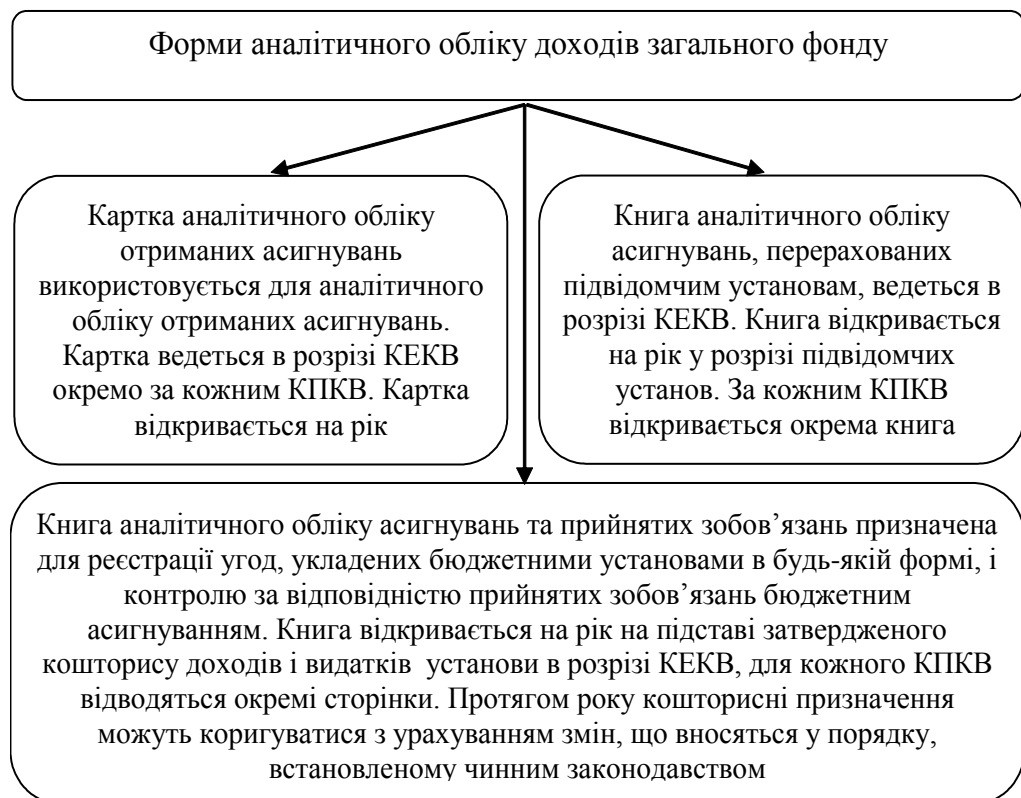 Форми аналітичного обліку доходів загального фонду
Картка аналітичного обліку
отриманих асигнувань
використовується для аналітичного
обліку отриманих асигнувань.
Картка ведеться в розрізі КЕКВ
окремо за кожним КПКВ. Картка
відкривається на рік
Книга аналітичного обліку
асигнувань, перерахованих
підвідомчим установам, ведеться в
розрізі КЕКВ. Книга відкривається
на рік у розрізі підвідомчих
установ. За кожним КПКВ
відкривається окрема книга
Книга аналітичного обліку асигнувань та прийнятих зобов’язань призначена
для реєстрації угод, укладених бюджетними установами в будь-якій формі, і
контролю за відповідністю прийнятих зобов’язань бюджетним
асигнуванням. Книга відкривається на рік на підставі затвердженого
кошторису доходів і видатків установи в розрізі КЕКВ, для кожного КПКВ
відводяться окремі сторінки. Протягом року кошторисні призначення
можуть коригуватися з урахуванням змін, що вносяться у порядку,
встановленому чинним законодавством